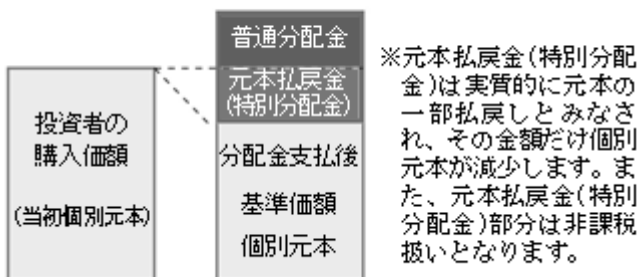 普通分配金
元本払戻金
(特別分配金)
投資者の
購入価額
(当初個別元本)
分配金支払後
基準価額
個別元本
※元本払戻金(特別分配
金)は実質的に元本の
一部払戻しとみなさ
れ、その金額だけ個別
元本が減少します。ま
た、元本払戻金(特別
分配金)部分は非課税
扱いとなります。